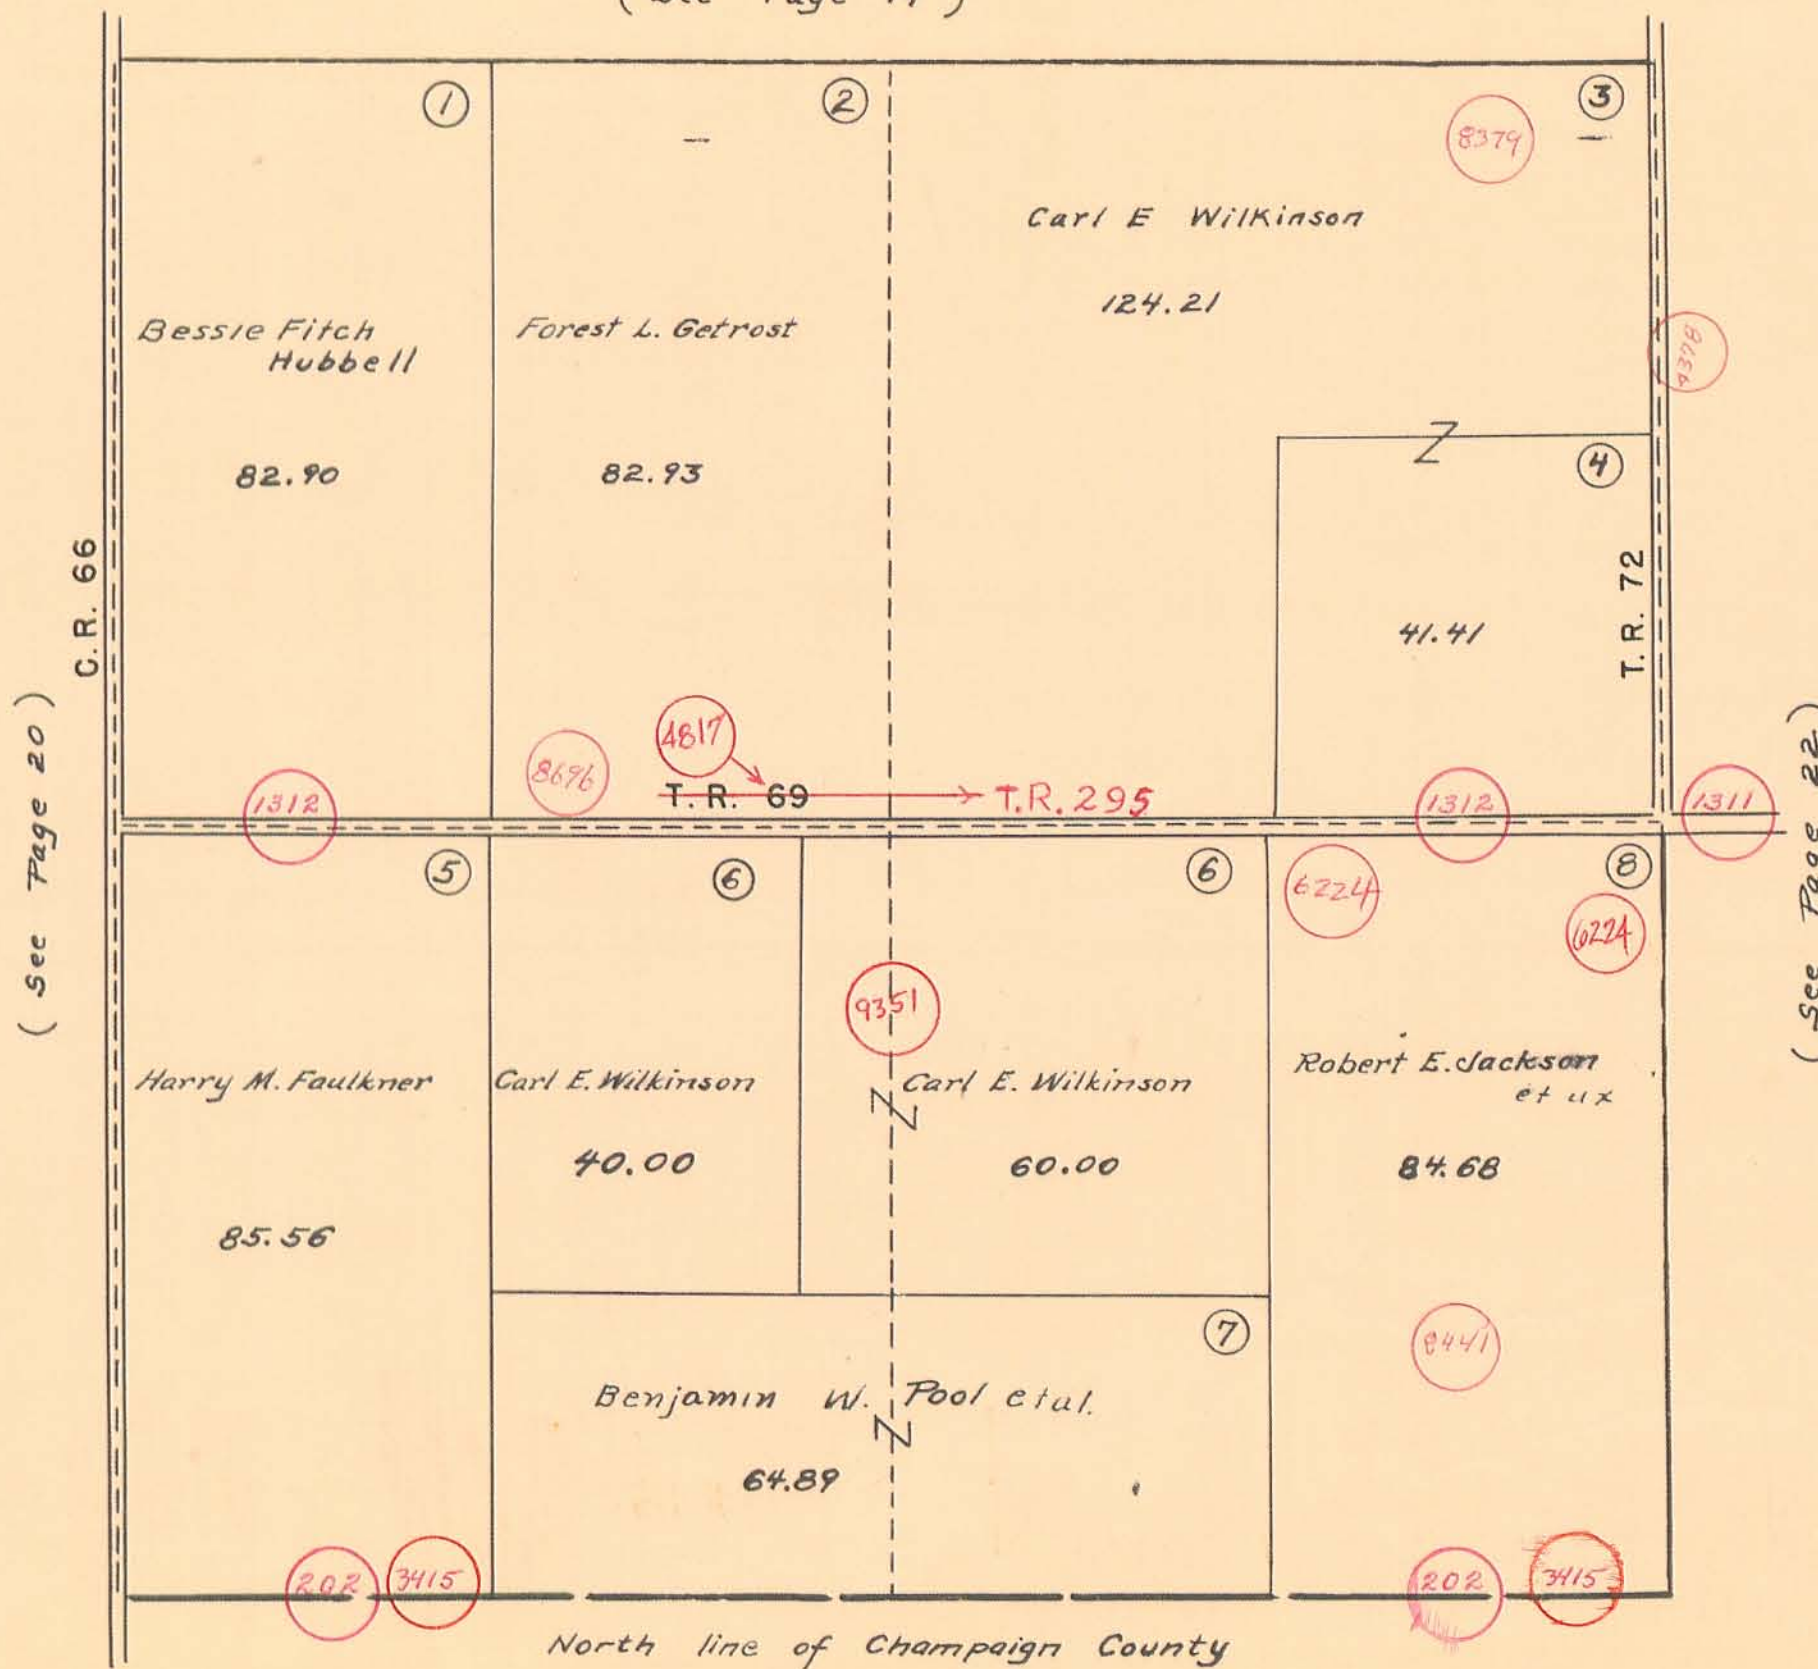 1
2
3
8379
Carl E Wilkinson
124.21
4378
Bessie Fitch
Hubbell
82.90
Forest L. Getrost
82.93
Z
4
41.41
C. R. 66
T. R. 72
( See Page 20 )
( See Page 22 )
4817
8696
T. R. 69
T.R. 295
1312
1312
1311
5
6
6
8
6224
6224
9351
Harry M. Faulkner
85.56
Carl E. Wilkinson
40.00
Z
Carl E. Wilkinson
60.00
Robert E. Jackson
et ux
84.68
7
8441
Benjamin W. Pool et al.
Z
64.89
202
3415
202
3415
North line of Champaign County